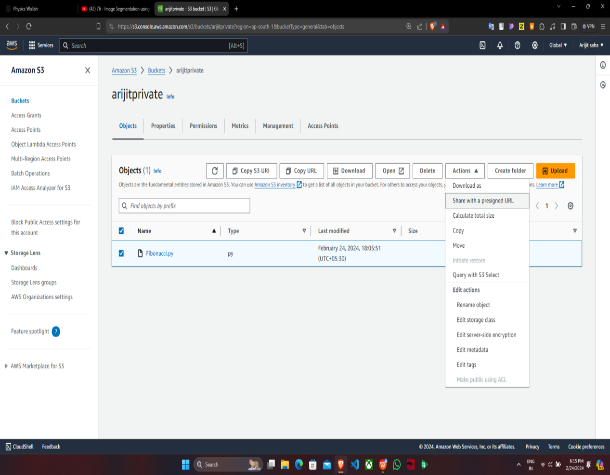 Physics Wallah
IAO 76 - Image Segmentation using
arijitprivate - S3 bucket | S3 | Gl
https://s3.console.aws.amazon.com/s3/buckets/arijitprivate?region=ap-south-1&bucketType=general&tab=objects
VPN
aws
Services
Search
[Alt+S]
Global
Arijit saha
Amazon S3
Buckets
Access Grants
Access Points
Object Lambda Access Points
Multi-Region Access Points
Batch Operations
IAM Access Analyzer for S3
Block Public Access settings for
this account
Storage Lens
Dashboards
Storage Lens groups
AWS Organizations settings
Feature spotlight 7
AWS Marketplace for S3
Amazon S3 > Buckets > arijitprivate
arijitprivate Info
Objects
Properties
Permissions
Metrics
Management
Access Points
Objects (1) Info
Copy S3 URI
Copy URL
Download
Open
Delete
Actions
Create folder
Upload
Objects are the fundamental entities stored in Amazon S3. You can use Amazon S3 inventory to get a list of all objects in your bucket. For others to access your objects,
Learn more
Find objects by prefix
1
Name
Type
Last modified
Size
Fibonacci.py
py
February 24, 2024, 18:05:51
(UTC+05:30)
Download as
Share with a presigned URL
Calculate total size
Copy
Move
Initiate restore
Query with S3 Select
Edit actions
Rename object
Edit storage class
Edit server-side encryption
Edit metadata
Edit tags
Make public using ACL
CloudShell
Feedback
© 2024, Amazon Web Services, Inc. or its affiliates.
Privacy
Terms
Cookie preferences
Search
ENG
IN
6:15 PM
2/24/2024